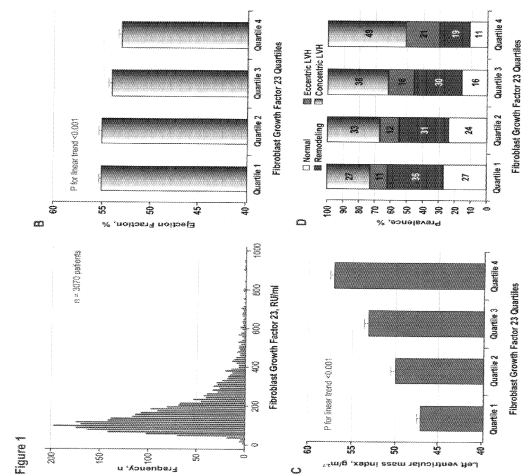 Figure 1
n = 3070 patients
Frequency, n
200
150
100
50
0
0
200
400
600
800
1000
Fibroblast Growth Factor 23, RU/ml
B
P for linear trend <0.001
Ejection Fraction, %
60
55
50
45
40
Quartile 1
Quartile 2
Quartile 3
Quartile 4
Fibroblast Growth Factor 23 Quartiles
C
P for linear trend <0.001
Left ventricular mass index, g/m²·⁷
60
55
50
45
40
Quartile 1
Quartile 2
Quartile 3
Quartile 4
Fibroblast Growth Factor 23 Quartiles
D
Normal
Eccentric LVH
Remodeling
Concentric LVH
Prevalence, %
100
90
80
70
60
50
40
30
20
10
0
27
11
35
27
33
12
31
24
38
16
30
16
49
21
19
11
Quartile 1
Quartile 2
Quartile 3
Quartile 4
Fibroblast Growth Factor 23 Quartiles